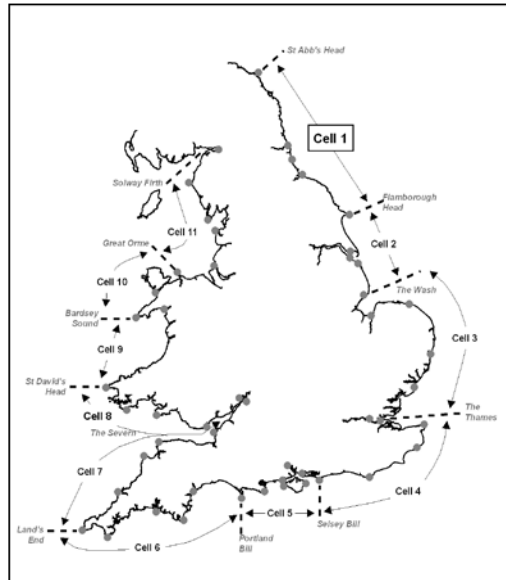 St Abb's Head
Cell 1
Solway Firth
Flamborough
Head
Cell 11
Great Orme
Cell 2
Cell 10
The Wash
Bardsey
Sound
Cell 3
Cell 9
St David's
Head
Cell 8
The
Thames
The Severn
Cell 7
Cell 4
Cell 5
Land's
End
Selsey Bill
Cell 6
Portland
Bill